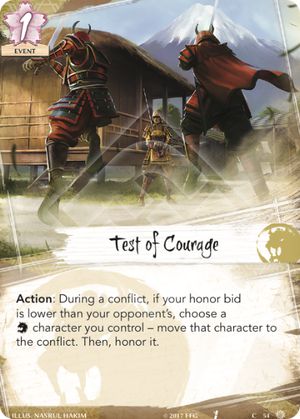 1
EVENT
Test of Courage
Action: During a conflict, if your honor bid
is lower than your opponent's, choose a
character you control – move that character to
the conflict. Then, honor it.
ILLUS. NASRUL HAKIM © 2017 FFG C 54